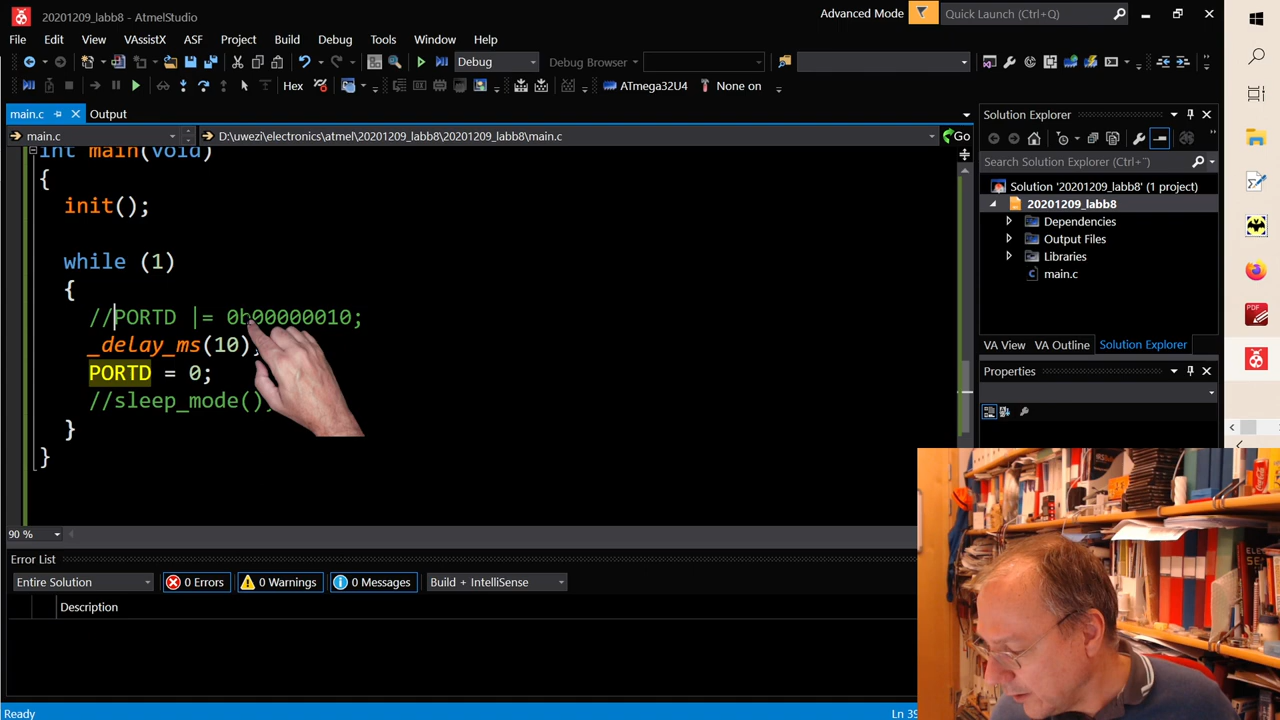 20201209_labb8 - AtmelStudio
Advanced Mode
Quick Launch (Ctrl+Q)
File Edit View VAssistX ASF Project Build Debug Tools Window Help
Debug
Debug Browser
Hex
ATmega32U4
None on
main.c
Output
main.c
D:\uwezi\electronics\atmel\20201209_labb8\20201209_labb8\main.c
Go
int main(void)
{
init();
while (1)
{
//PORTD |= 0b00000010;
_delay_ms(10)
PORTD = 0;
//sleep_mode()
}
}
90 %
Solution Explorer
Search Solution Explorer (Ctrl+¨)
Solution '20201209_labb8' (1 project)
20201209_labb8
Dependencies
Output Files
Libraries
main.c
VA View
VA Outline
Solution Explorer
Properties
Error List
Entire Solution
0 Errors
0 Warnings
0 Messages
Build + IntelliSense
Description
Ready
Ln 39
PDF